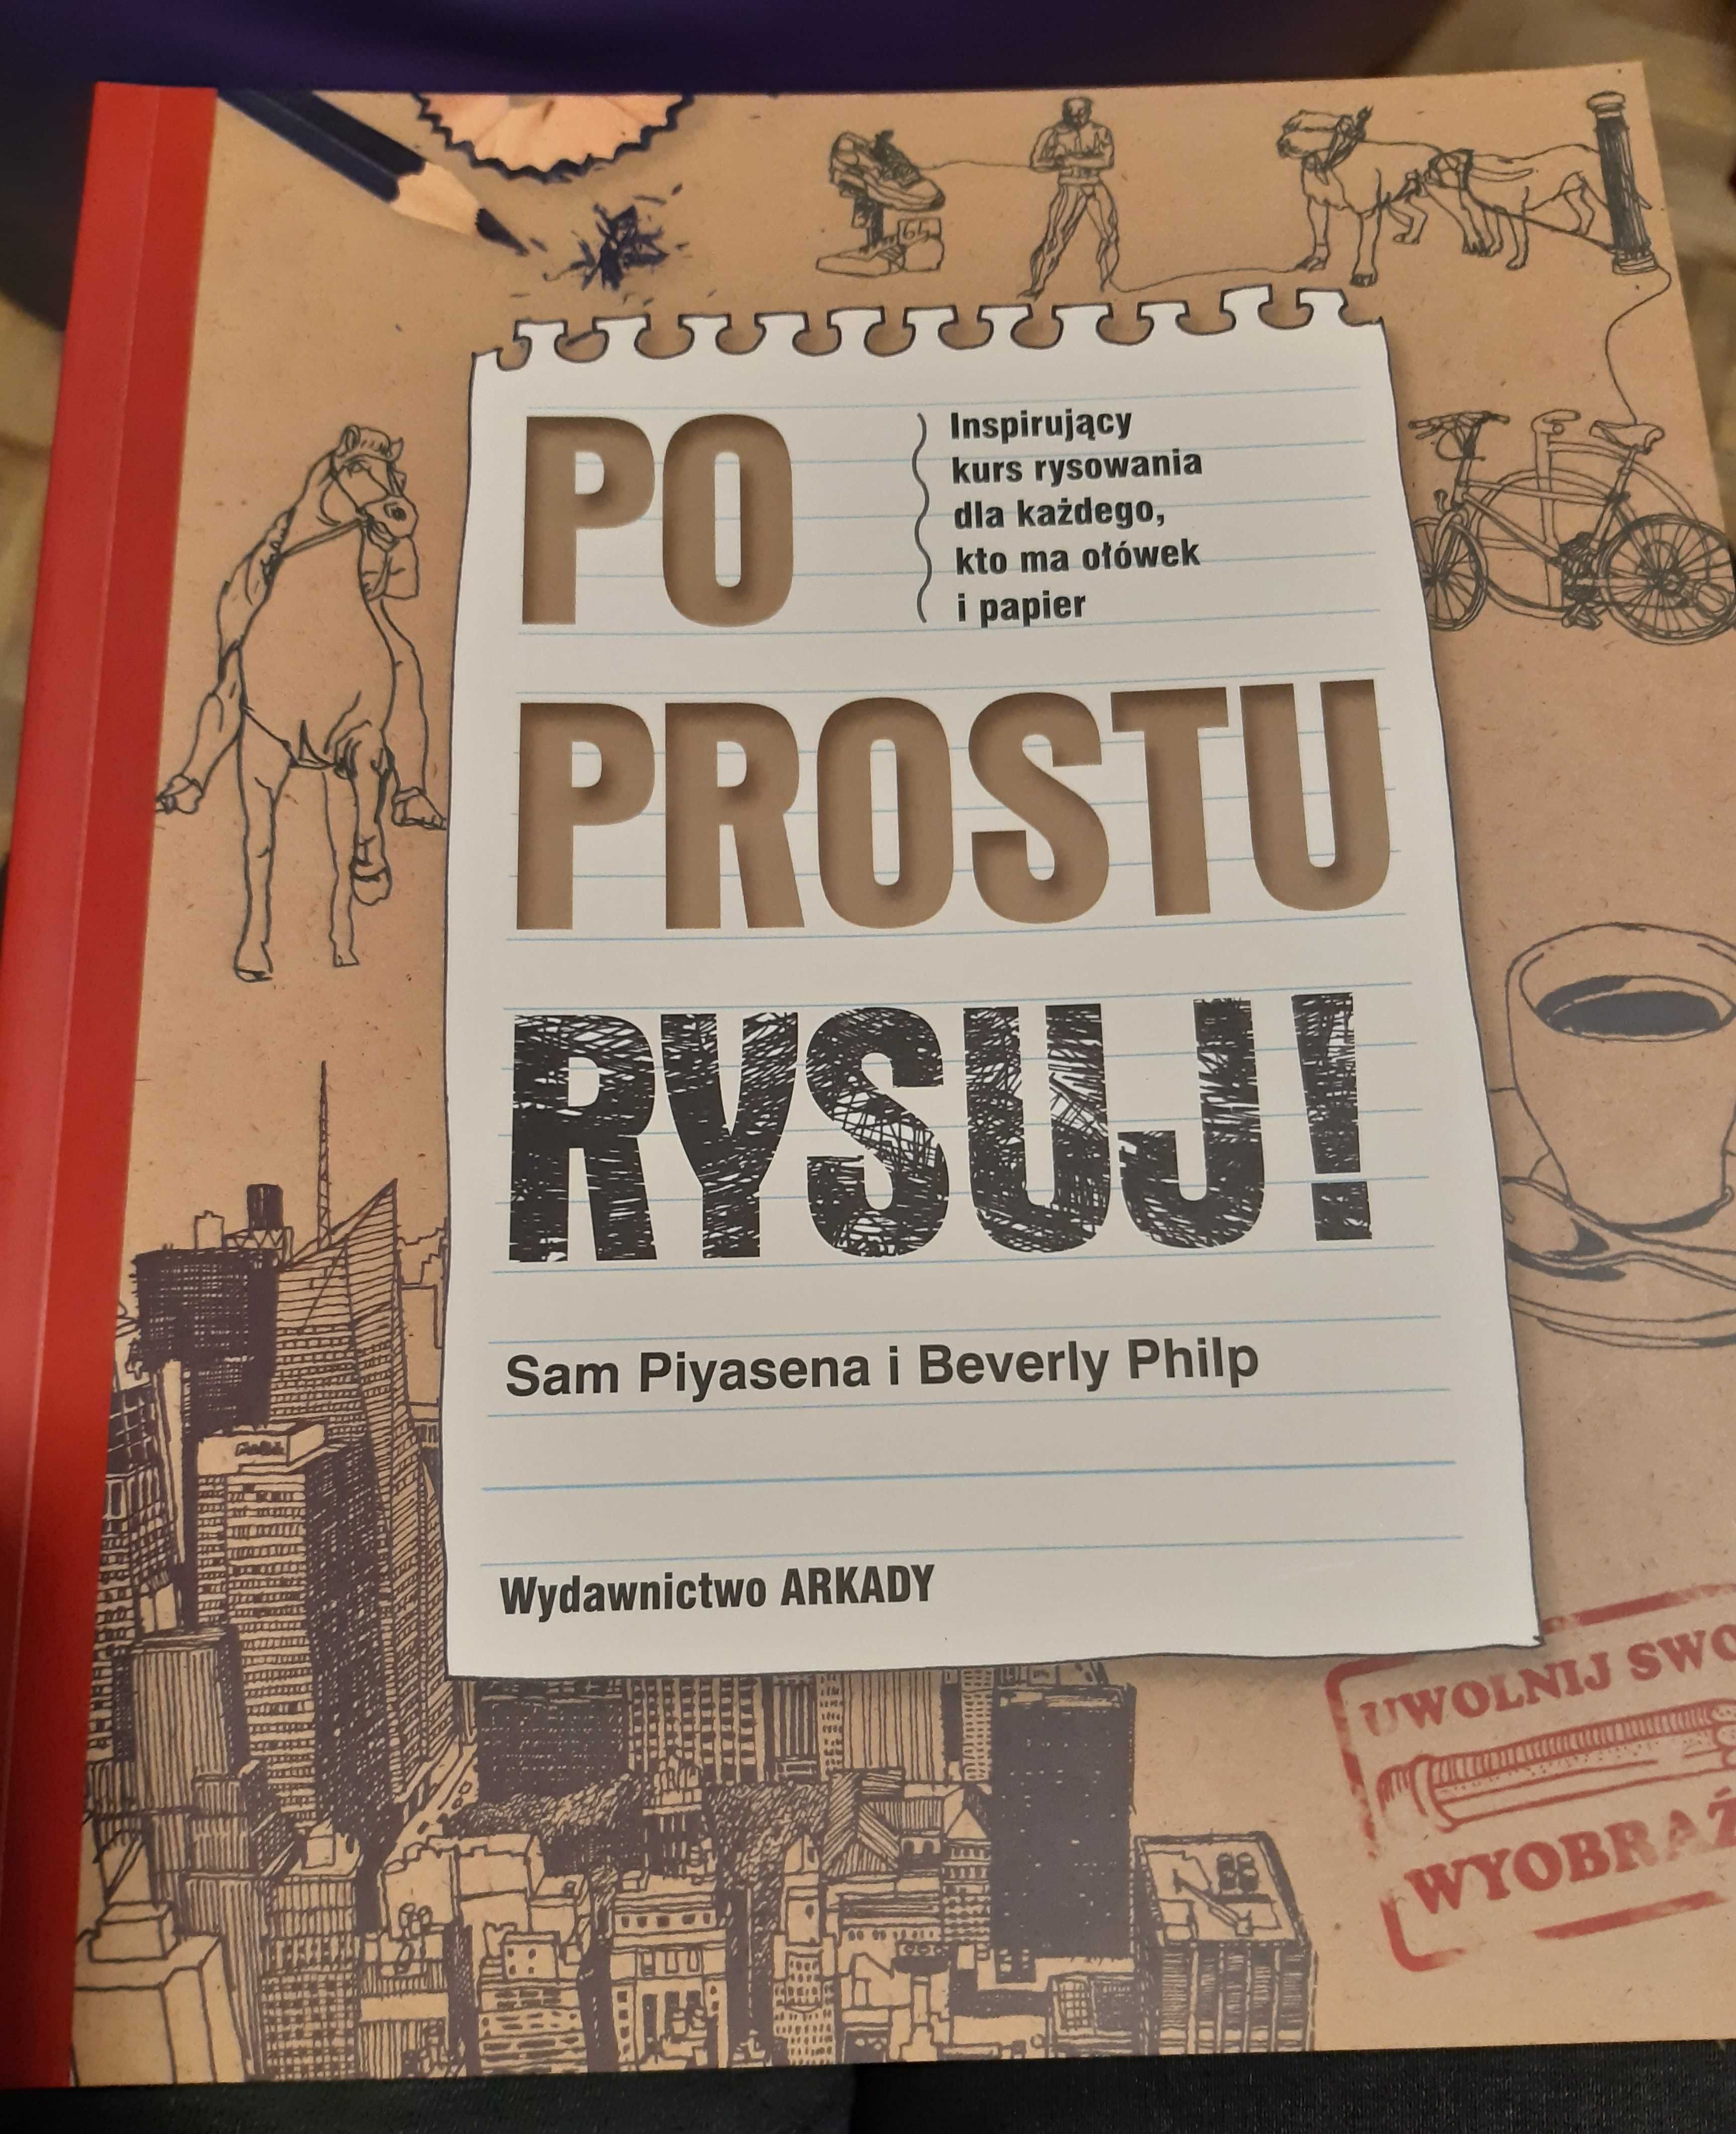 PO
Inspirujący
kurs rysowania
dla każdego,
kto ma ołówek
i papier
PROSTU
RYSUJ!
Sam Piyasena i Beverly Philp
Wydawnictwo ARKADY
UWOLNIJ SWO
WYOBRAŹ